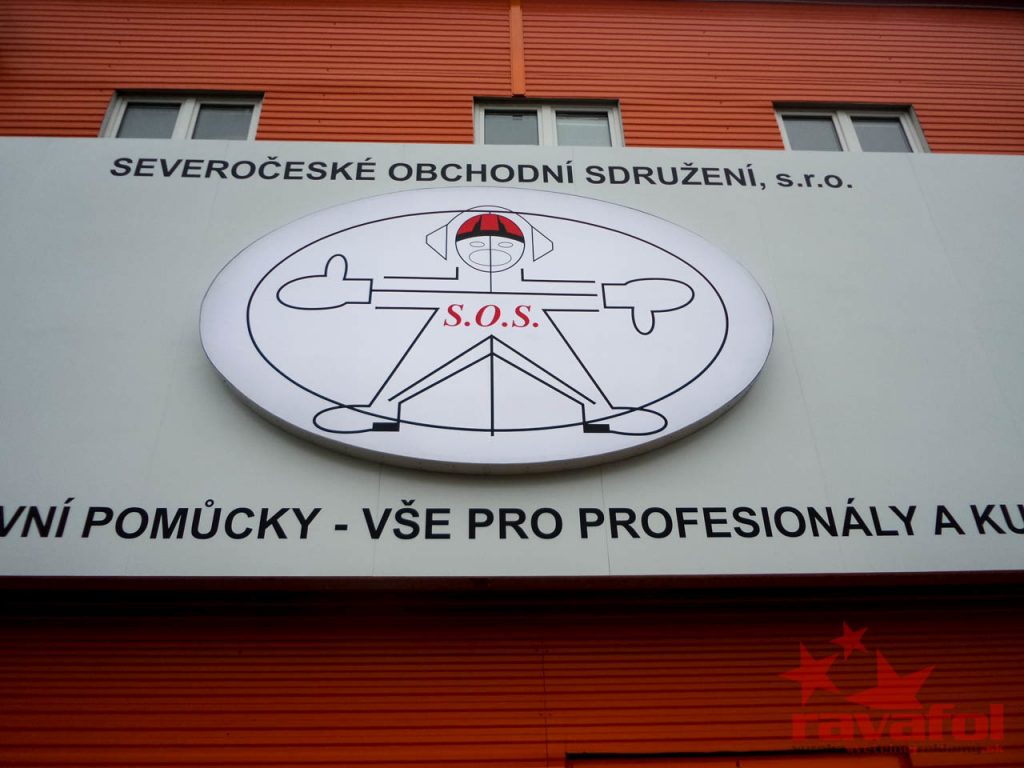 SEVEROČESKÉ OBCHODNÍ SDRUŽENÍ, s.r.o.
S.O.S.
VNÍ POMŮCKY - VŠE PRO PROFESIONÁLY A KU
ravafol